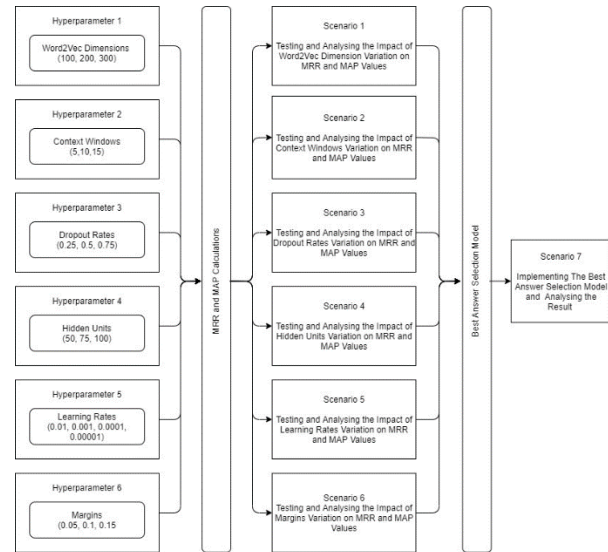 Hyperparameter 1
Word2Vec Dimensions
(100, 200, 300)
Hyperparameter 2
Context Windows
(5,10,15)
Hyperparameter 3
Dropout Rates
(0.25, 0.5, 0.75)
Hyperparameter 4
Hidden Units
(50, 75, 100)
Hyperparameter 5
Learning Rates
(0.01, 0.001, 0.0001,
0.00001)
Hyperparameter 6
Margins
(0.05, 0.1, 0.15
MRR and MAP Calculations
Scenario 1
Testing and Analysing the Impact of
Word2Vec Dimension Variation on
MRR and MAP Values
Scenario 2
Testing and Analysing the Impact of
Context Windows Variation on MRR
and MAP Values
Scenario 3
Testing and Analysing the Impact of
Dropout Rates Variation on MRR and
MAP Values
Scenario 4
Testing and Analysing the Impact of
Hidden Units Variation on MRR and
MAP Values
Scenario 5
Testing and Analysing the Impact of
Learning Rates Variation on MRR
and MAP Values
Scenario 6
Testing and Analysing the Impact of
Margins Variation on MRR and MAP
Values
Best Answer Selection Model
Scenario 7
Implementing The Best
Answer Selection Model
and Analysing the
Result